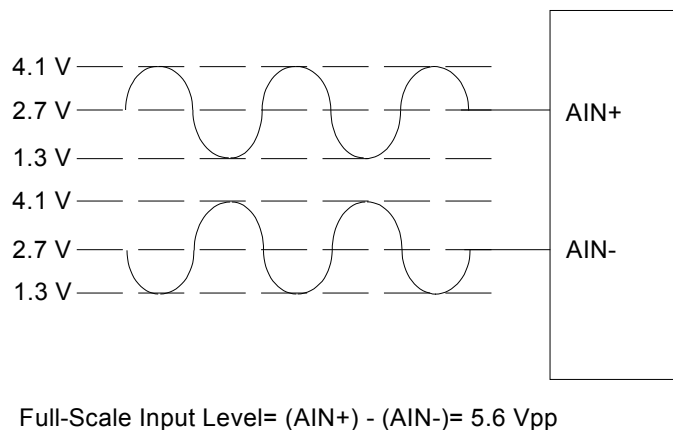 4.1 V
2.7 V
AIN+
1.3 V
4.1 V
2.7 V
AIN-
1.3 V
Full-Scale Input Level= (AIN+) - (AIN-)= 5.6 Vpp